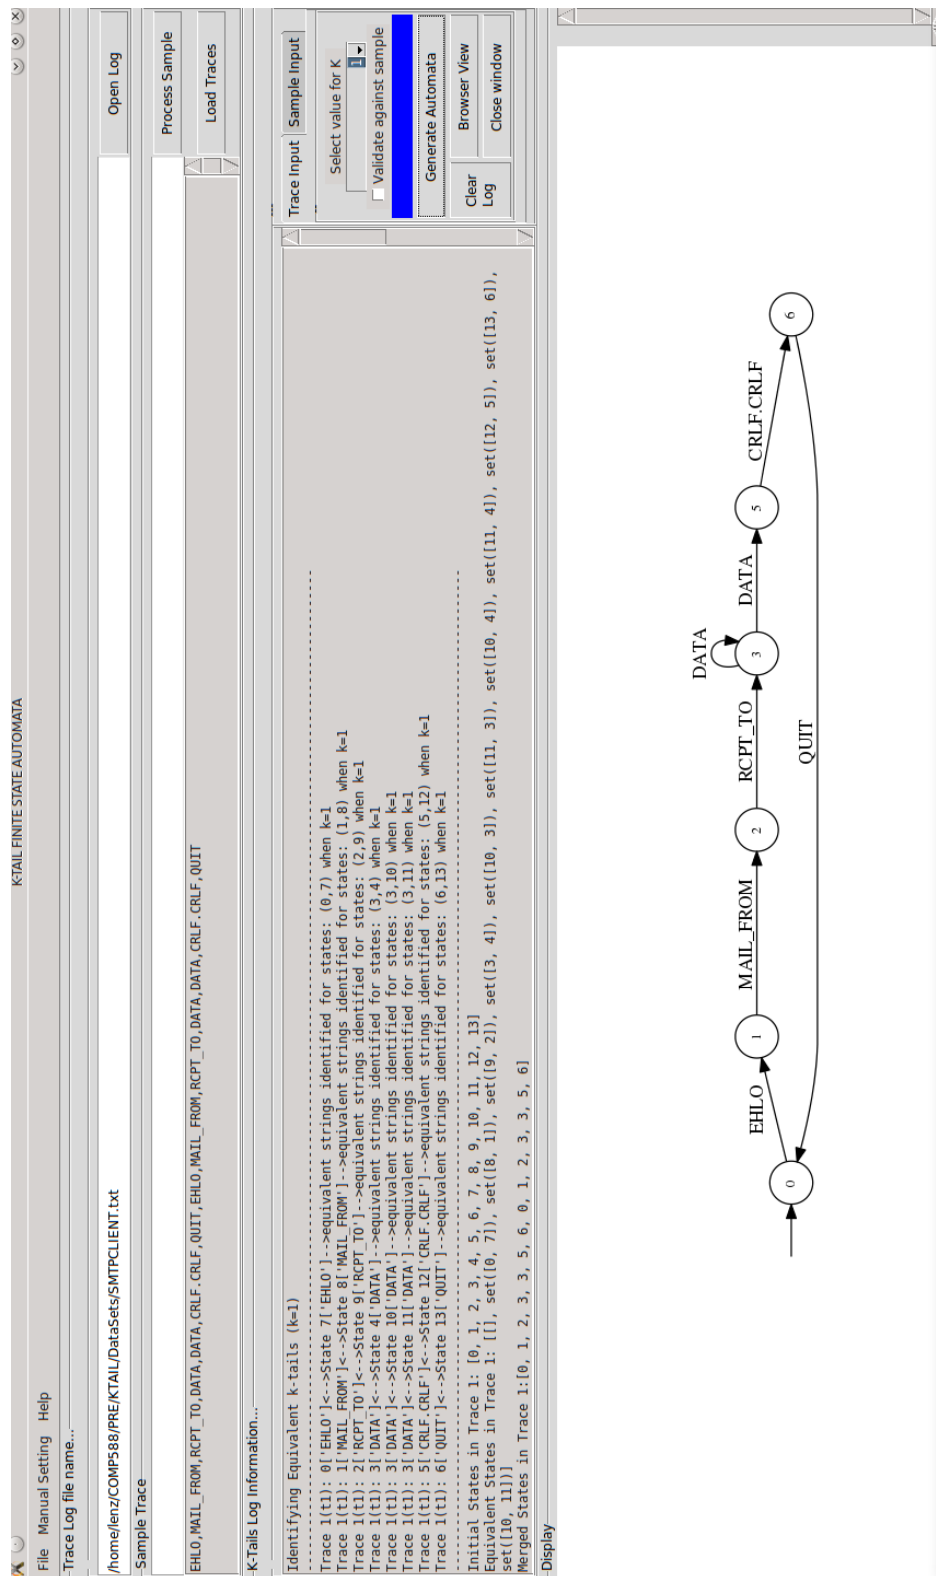 K-TAIL FINITE STATE AUTOMATA
File Manual Setting Help
Trace Log file name...
/home/lenz/COMP588/PRE/KTAIL/DataSets/SMTPCLIENT.txt
Open Log
Sample Trace
Process Sample
EHLO,MAIL_FROM,RCPT_TO,DATA,DATA,CRLF.CRLF,QUIT,EHLO,MAIL_FROM,RCPT_TO,DATA,DATA,CRLF.CRLF,QUIT
Load Traces
K-Tails Log Information...
Identifying Equivalent k-tails (k=1)
Trace 1(t1): 0['EHLO']<-->State 7['EHLO']-->equivalent strings identified for states: (0,7) when k=1
Trace 1(t1): 1['MAIL_FROM']<-->State 8['MAIL_FROM']-->equivalent strings identified for states: (1,8) when k=1
Trace 1(t1): 2['RCPT_TO']<-->State 9['RCPT_TO']-->equivalent strings identified for states: (2,9) when k=1
Trace 1(t1): 3['DATA']<-->State 4['DATA']-->equivalent strings identified for states: (3,4) when k=1
Trace 1(t1): 3['DATA']<-->State 10['DATA']-->equivalent strings identified for states: (3,10) when k=1
Trace 1(t1): 3['DATA']<-->State 11['DATA']-->equivalent strings identified for states: (3,11) when k=1
Trace 1(t1): 5['CRLF.CRLF']<-->State 12['CRLF.CRLF']-->equivalent strings identified for states: (5,12) when k=1
Trace 1(t1): 6['QUIT']<-->State 13['QUIT']-->equivalent strings identified for states: (6,13) when k=1
Initial States in Trace 1: [0, 1, 2, 3, 4, 5, 6, 7, 8, 9, 10, 11, 12, 13]
Equivalent States in Trace 1: [[], set([0, 7]), set([8, 1]), set([9, 2]), set([3, 4]), set([10, 3]), set([11, 3]), set([10, 4]), set([11, 4]), set([12, 5]), set([13, 6]),
set([10, 11])]
Merged States in Trace 1:[0, 1, 2, 3, 3, 5, 6, 0, 1, 2, 3, 3, 5, 6]
Trace Input
Sample Input
Select value for K
1
Validate against sample
Generate Automata
Clear
Log
Browser View
Close window
Display
0
EHLO
1
MAIL_FROM
2
RCPT_TO
3
DATA
DATA
5
CRLF.CRLF
6
QUIT